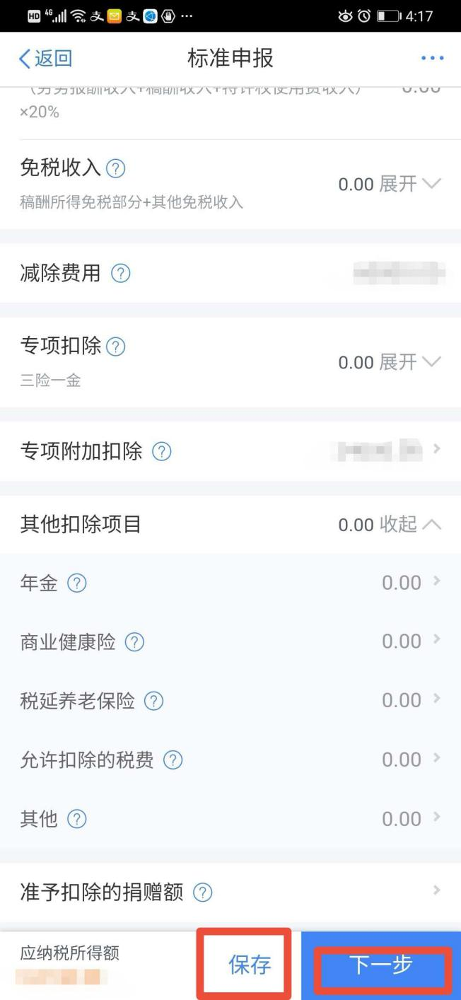 HD 4G 4:17
返回 标准申报
（劳务报酬收入+稿酬收入+特许权使用费收入） 0.00
×20%
免税收入
0.00 展开
稿酬所得免税部分+其他免税收入
减除费用
专项扣除
0.00 展开
三险一金
专项附加扣除
其他扣除项目 0.00 收起
年金 0.00
商业健康险 0.00
税延养老保险 0.00
允许扣除的税费 0.00
其他 0.00
准予扣除的捐赠额
应纳税所得额
保存 下一步